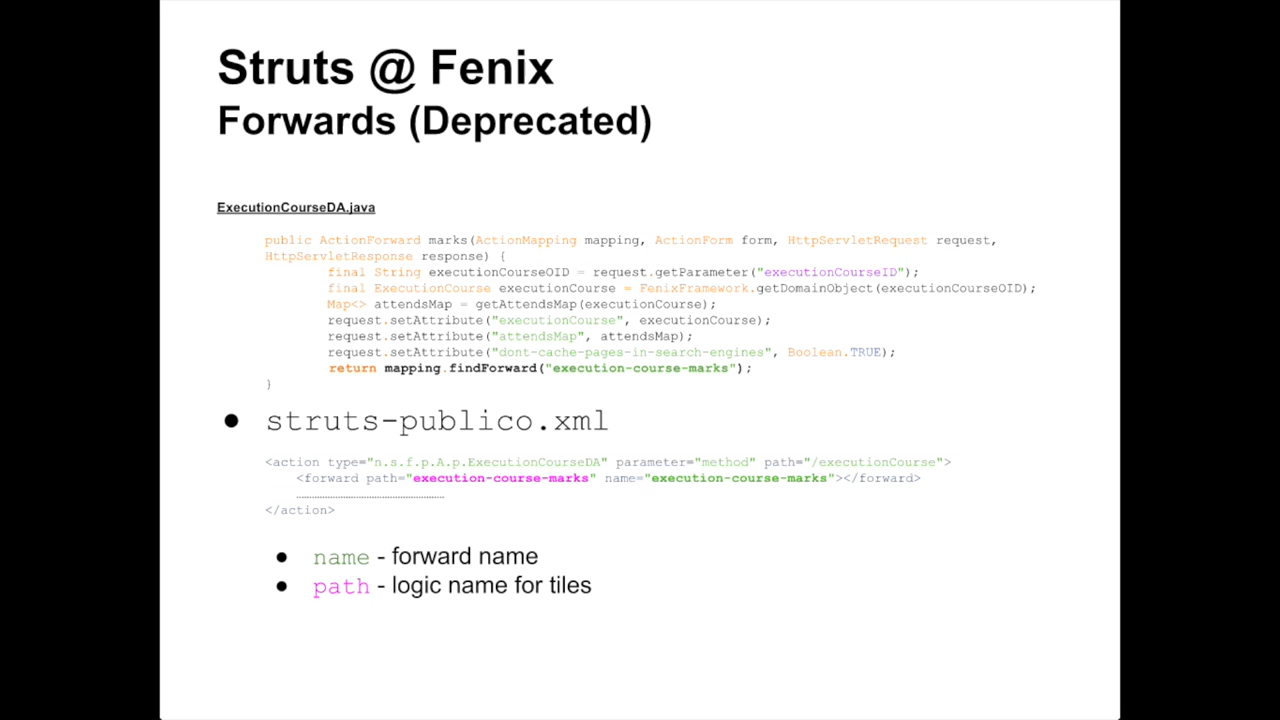 Struts @ Fenix
Forwards (Deprecated)
ExecutionCourseDA.java
public ActionForward marks(ActionMapping mapping, ActionForm form, HttpServletRequest request,
HttpServletResponse response) {
final String executionCourseOID = request.getParameter("executionCourseID");
final ExecutionCourse executionCourse = FenixFramework.getDomainObject(executionCourseOID);
Map<> attendsMap = getAttendsMap(executionCourse);
request.setAttribute("executionCourse", executionCourse);
request.setAttribute("attendsMap", attendsMap);
request.setAttribute("dont-cache-pages-in-search-engines", Boolean.TRUE);
return mapping.findForward("execution-course-marks");
}
● struts-publico.xml
<action type="n.s.f.p.A.p.ExecutionCourseDA" parameter="method" path="/executionCourse">
<forward path="execution-course-marks" name="execution-course-marks"></forward>
………………………………………………
</action>
● name - forward name
● path - logic name for tiles